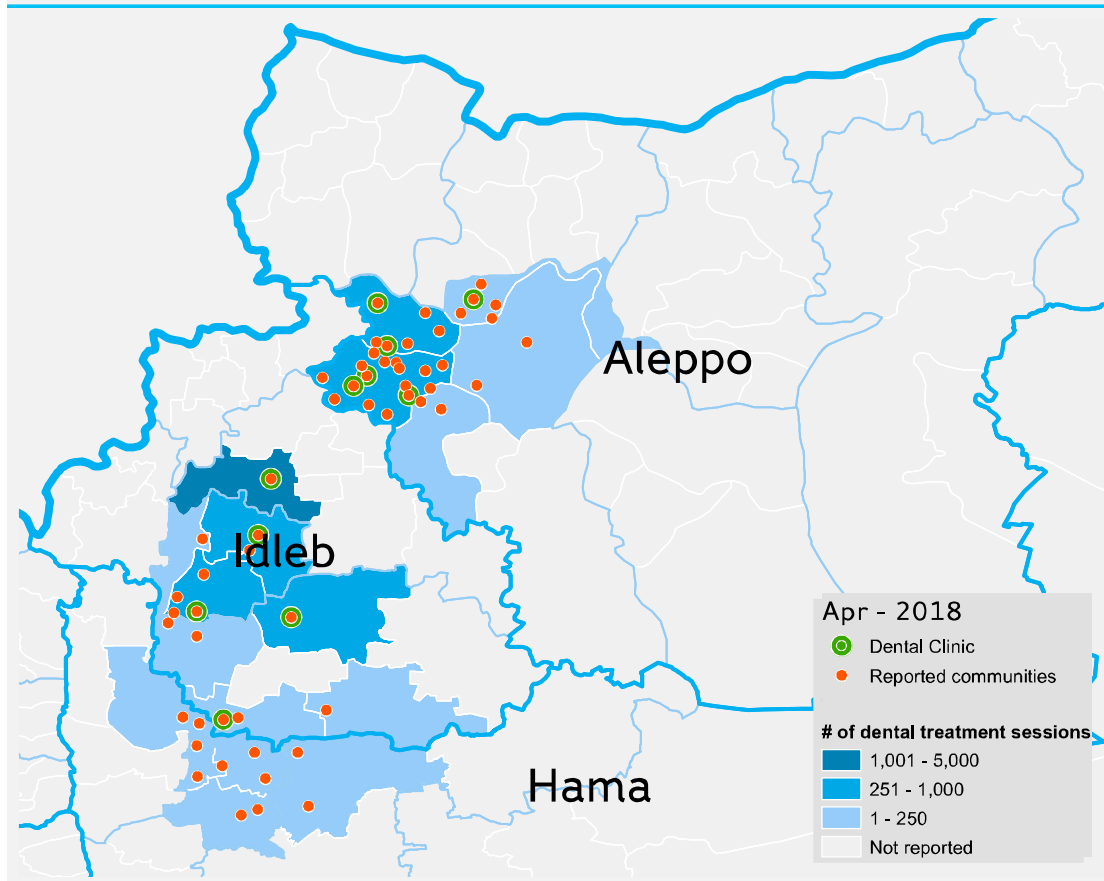 Aleppo
Idleb
Hama
Apr - 2018
Dental Clinic
Reported communities
# of dental treatment sessions
1,001 - 5,000
251 - 1,000
1 - 250
Not reported